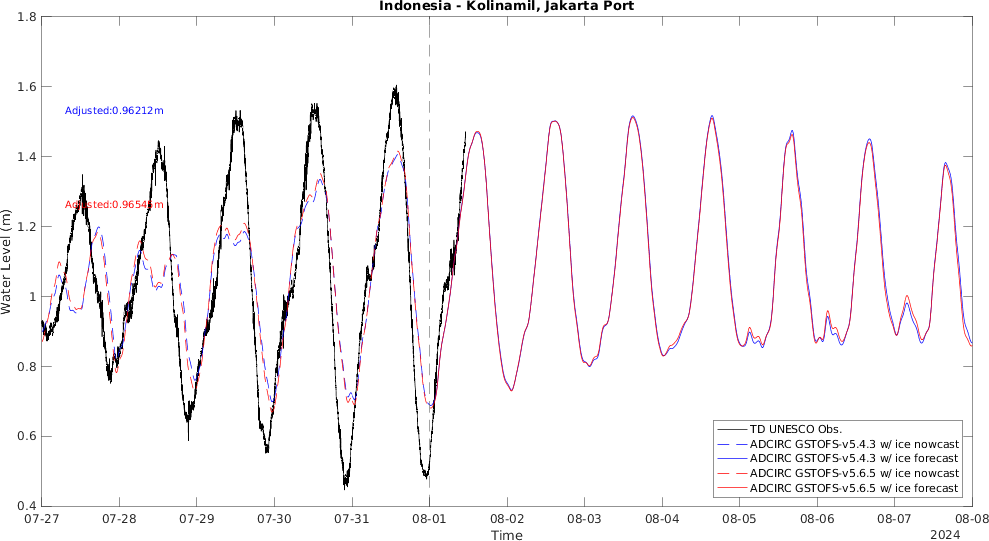 Indonesia - Kolinamil, Jakarta Port
1.8
1.6
1.4
1.2
1
0.8
0.6
0.4
Water Level (m)
Adjusted:0.96212m
Adjusted:0.96545m
TD UNESCO Obs.
ADCIRC GSTOFS-v5.4.3 w/ ice nowcast
ADCIRC GSTOFS-v5.4.3 w/ ice forecast
ADCIRC GSTOFS-v5.6.5 w/ ice nowcast
ADCIRC GSTOFS-v5.6.5 w/ ice forecast
07-27 07-28 07-29 07-30 07-31 08-01 08-02 08-03 08-04 08-05 08-06 08-07 08-08
Time
2024